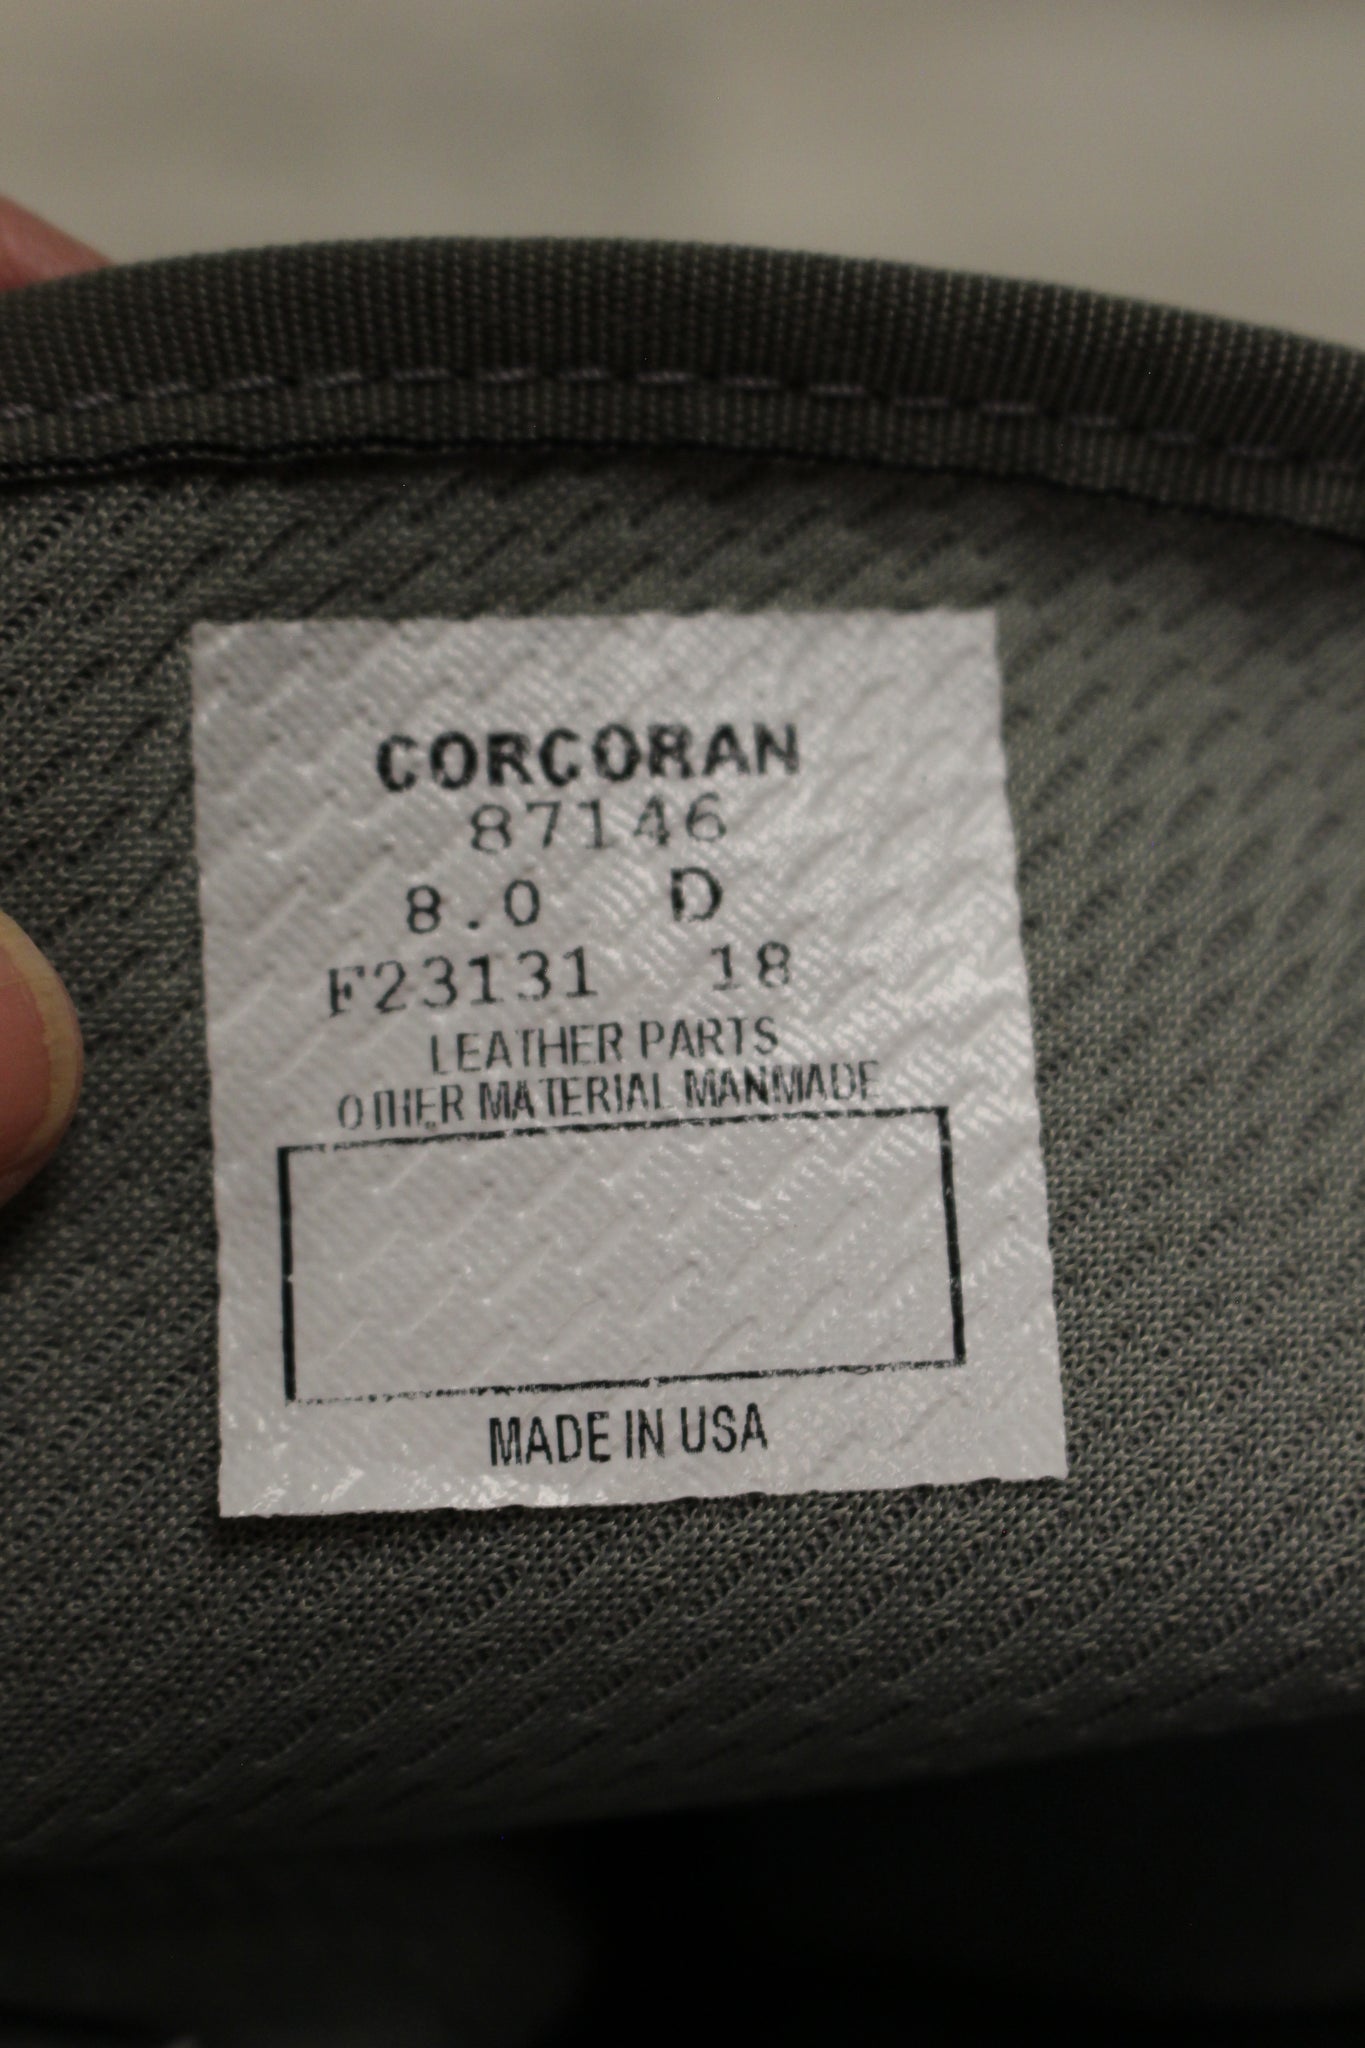 CORCORAN
87146
8.0 D
F23131 18
LEATHER PARTS
OTHER MATERIAL MANMADE
MADE IN USA